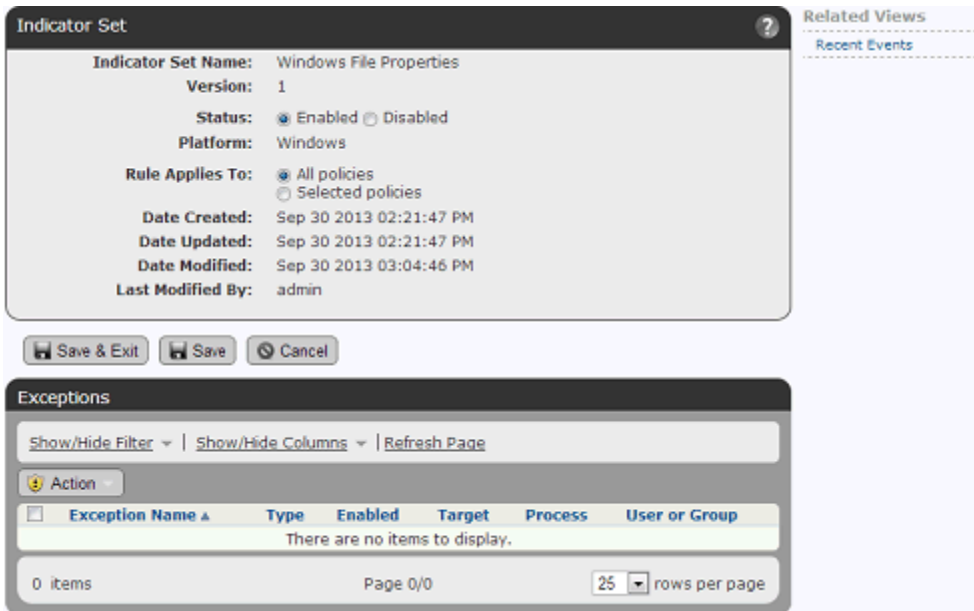 Indicator Set
?
Related Views
Recent Events
Indicator Set Name: Windows File Properties
Version: 1
Status: Enabled Disabled
Platform: Windows
Rule Applies To: All policies
Selected policies
Date Created: Sep 30 2013 02:21:47 PM
Date Updated: Sep 30 2013 02:21:47 PM
Date Modified: Sep 30 2013 03:04:46 PM
Last Modified By: admin
Save & Exit Save Cancel
Exceptions
Show/Hide Filter | Show/Hide Columns | Refresh Page
Action
Exception Name Type Enabled Target Process User or Group
There are no items to display.
0 items Page 0/0 25 rows per page